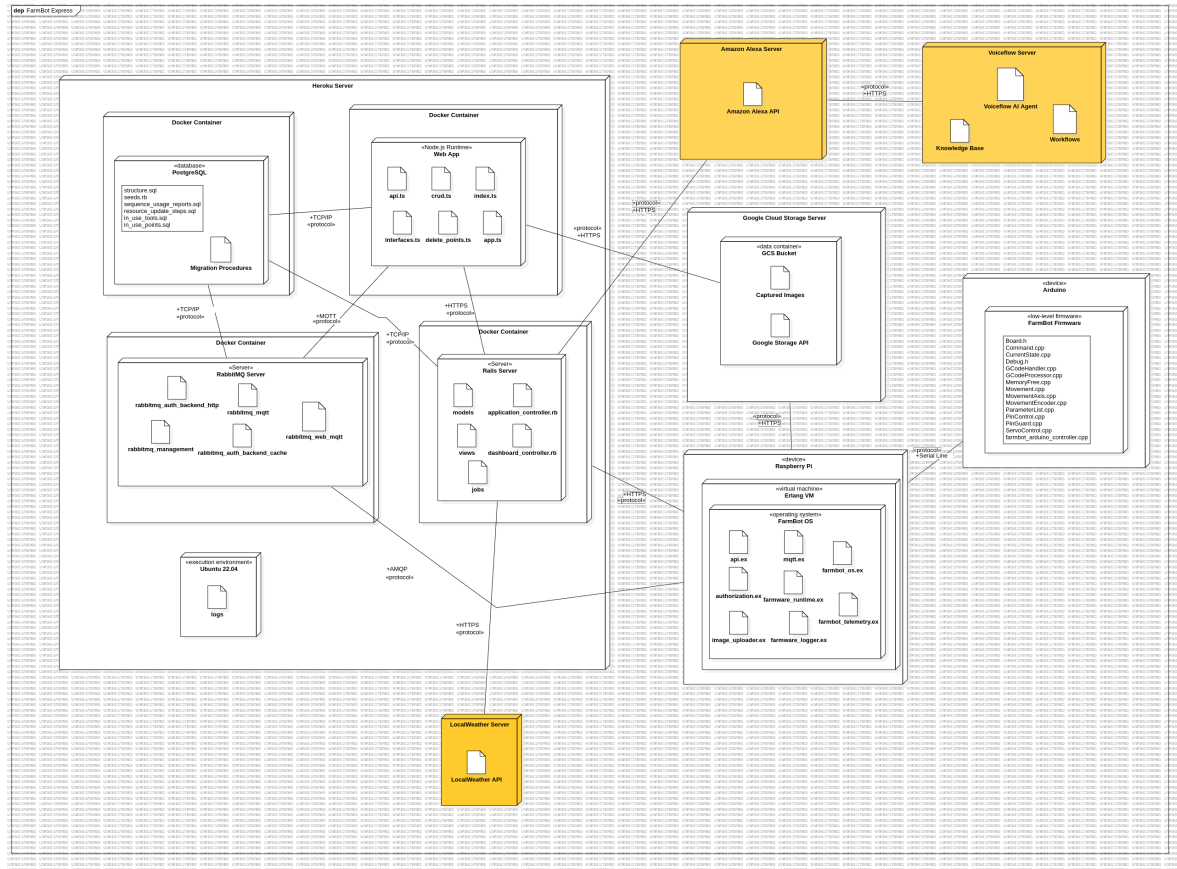 dep FarmBot Express
Heroku Server
Docker Container
«database»
PostgreSQL
structure.sql
seeds.rb
sequence_usage_reports.sql
resource_update_steps.sql
in_use_tools.sql
in_use_points.sql
Migration Procedures
Docker Container
«Node.js Runtime»
Web App
api.ts
crud.ts
index.ts
interfaces.ts
delete_points.ts
app.ts
+TCP/IP
«protocol»
+TCP/IP
«protocol»
+MQTT
«protocol»
+TCP/IP
«protocol»
+HTTPS
«protocol»
Docker Container
«Server»
RabbitMQ Server
rabbitmq_auth_backend_http
rabbitmq_mqtt
rabbitmq_web_mqtt
rabbitmq_management
rabbitmq_auth_backend_cache
Docker Container
«Server»
Rails Server
models
application_controller.rb
views
dashboard_controller.rb
jobs
«execution environment»
Ubuntu 22.04
logs
+AMQP
«protocol»
+HTTPS
«protocol»
LocalWeather Server
LocalWeather API
Amazon Alexa Server
Amazon Alexa API
«protocol»
+HTTPS
Voiceflow Server
Voiceflow AI Agent
Knowledge Base
Workflows
«protocol»
+HTTPS
«protocol»
+HTTPS
Google Cloud Storage Server
«data container»
GCS Bucket
Captured Images
Google Storage API
«protocol»
+HTTPS
+HTTPS
«protocol»
«device»
Raspberry Pi
«virtual machine»
Erlang VM
«operating system»
FarmBot OS
api.ex
mqtt.ex
farmbot_os.ex
authorization.ex
farmware_runtime.ex
farmbot_telemetry.ex
image_uploader.ex
farmware_logger.ex
«protocol»
+Serial Line
«device»
Arduino
«low-level firmware»
FarmBot Firmware
Board.h
Command.cpp
CurrentState.cpp
Debug.h
GCodeHandler.cpp
GCodeProcessor.cpp
MemoryFree.cpp
Movement.cpp
MovementAxis.cpp
MovementEncoder.cpp
ParameterList.cpp
PinControl.cpp
PinGuard.cpp
ServoControl.cpp
farmbot_arduino_controller.cpp